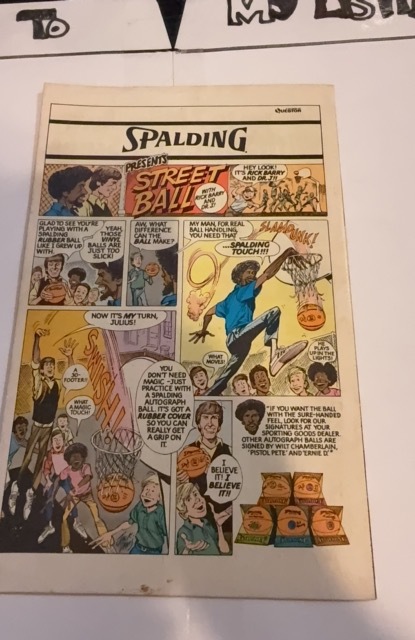 TO
MY
QUESTOR
SPALDING
PRESENTS
STREET
BALL
WITH
RICK BARRY
AND
DR. J
HEY LOOK!
IT'S RICK BARRY
AND DR. J!!
GLAD TO SEE YOU'RE
PLAYING WITH A
SPALDING
RUBBER BALL
LIKE I GREW UP
WITH.
YEAH,
THOSE
VINYL
BALLS ARE
JUST TOO
SLICK!
AW, WHAT
DIFFERENCE
CAN THE
BALL MAKE?
MY MAN, FOR REAL
BALL HANDLING,
YOU NEED THAT
...SPALDING
TOUCH!!!
SLAMDUNK!
WHAT
MOVES!
HE
PLAYS
UP IN THE
LIGHTS!
NOW IT'S MY TURN,
JULIUS!
SWISH!
A
30-
FOOTER!!
WHAT
A MAGIC
TOUCH!
YOU
DON'T NEED
MAGIC - JUST
PRACTICE WITH
A SPALDING
AUTOGRAPH
BALL. IT'S GOT A
RUBBER COVER
SO YOU CAN
REALLY GET
A GRIP ON
IT.
I
BELIEVE
IT! I
BELIEVE
IT!!
"IF YOU WANT THE BALL
WITH THE SURE-HANDED
FEEL, LOOK FOR OUR
SIGNATURES AT YOUR
SPORTING GOODS DEALER.
OTHER AUTOGRAPH BALLS ARE
SIGNED BY WILT CHAMBERLAIN,
'PISTOL PETE' AND 'ERNIE D.'"